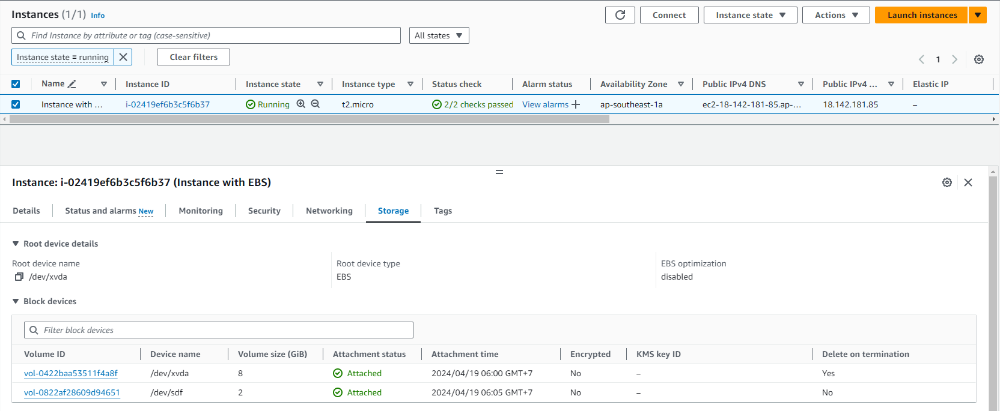 Instances (1/1) Info
Connect Instance state Actions Launch instances
Find Instance by attribute or tag (case-sensitive) All states
Instance state = running Clear filters
1
Name Instance ID Instance state Instance type Status check Alarm status Availability Zone Public IPv4 DNS Public IPv4 ... Elastic IP
Instance with ... i-02419ef6b3c5f6b37 Running t2.micro 2/2 checks passed View alarms ap-southeast-1a ec2-18-142-181-85.ap-... 18.142.181.85 –
Instance: i-02419ef6b3c5f6b37 (Instance with EBS)
Details Status and alarms New Monitoring Security Networking Storage Tags
Root device details
Root device name Root device type EBS optimization
/dev/xvda EBS disabled
Block devices
Filter block devices
Volume ID Device name Volume size (GiB) Attachment status Attachment time Encrypted KMS key ID Delete on termination
vol-0422baa53511f4a8f /dev/xvda 8 Attached 2024/04/19 06:00 GMT+7 No – Yes
vol-0822af28609d94651 /dev/sdf 2 Attached 2024/04/19 06:05 GMT+7 No – No